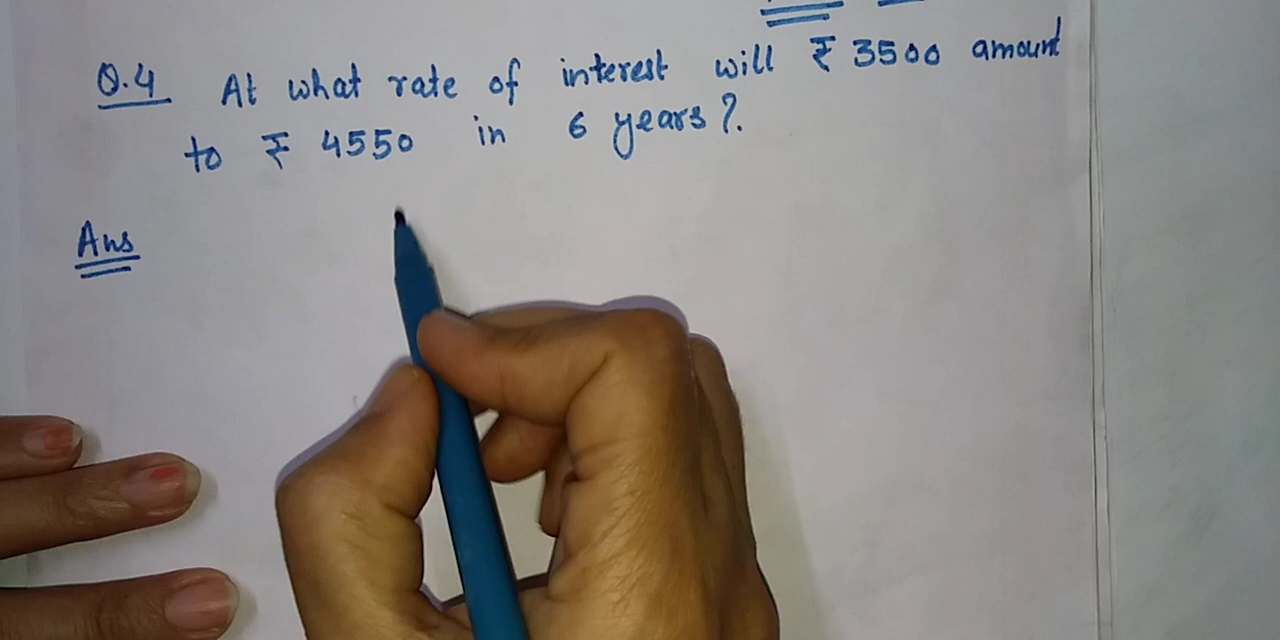 Q.4 At what rate of interest will ₹ 3500 amount
to ₹ 4550 in 6 years ?.
Ans